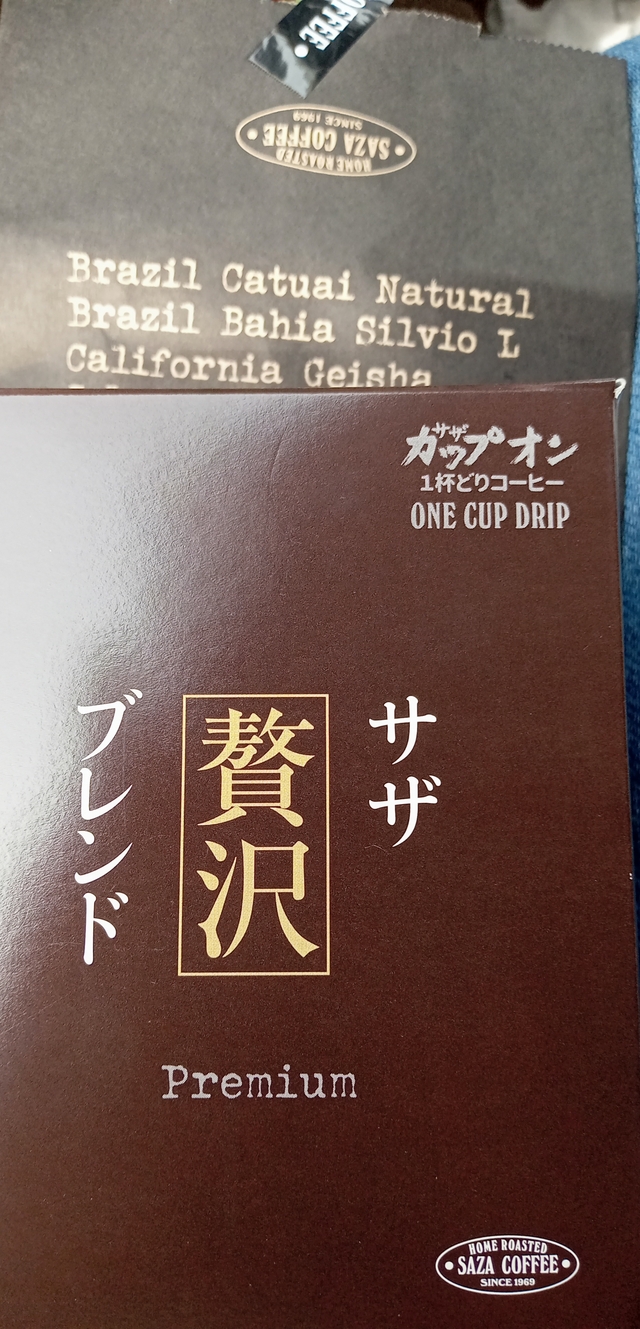 COFFEE.
HOME ROASTED
SAZA COFFEE
SINCE 1969
Brazil Catuai Natural
Brazil Bahia Silvio L
California Geisha
サザ
カップオン
1杯どりコーヒー
ONE CUP DRIP
サザ
贅沢
ブレンド
Premium
HOME ROASTED
SAZA COFFEE
SINCE 1969